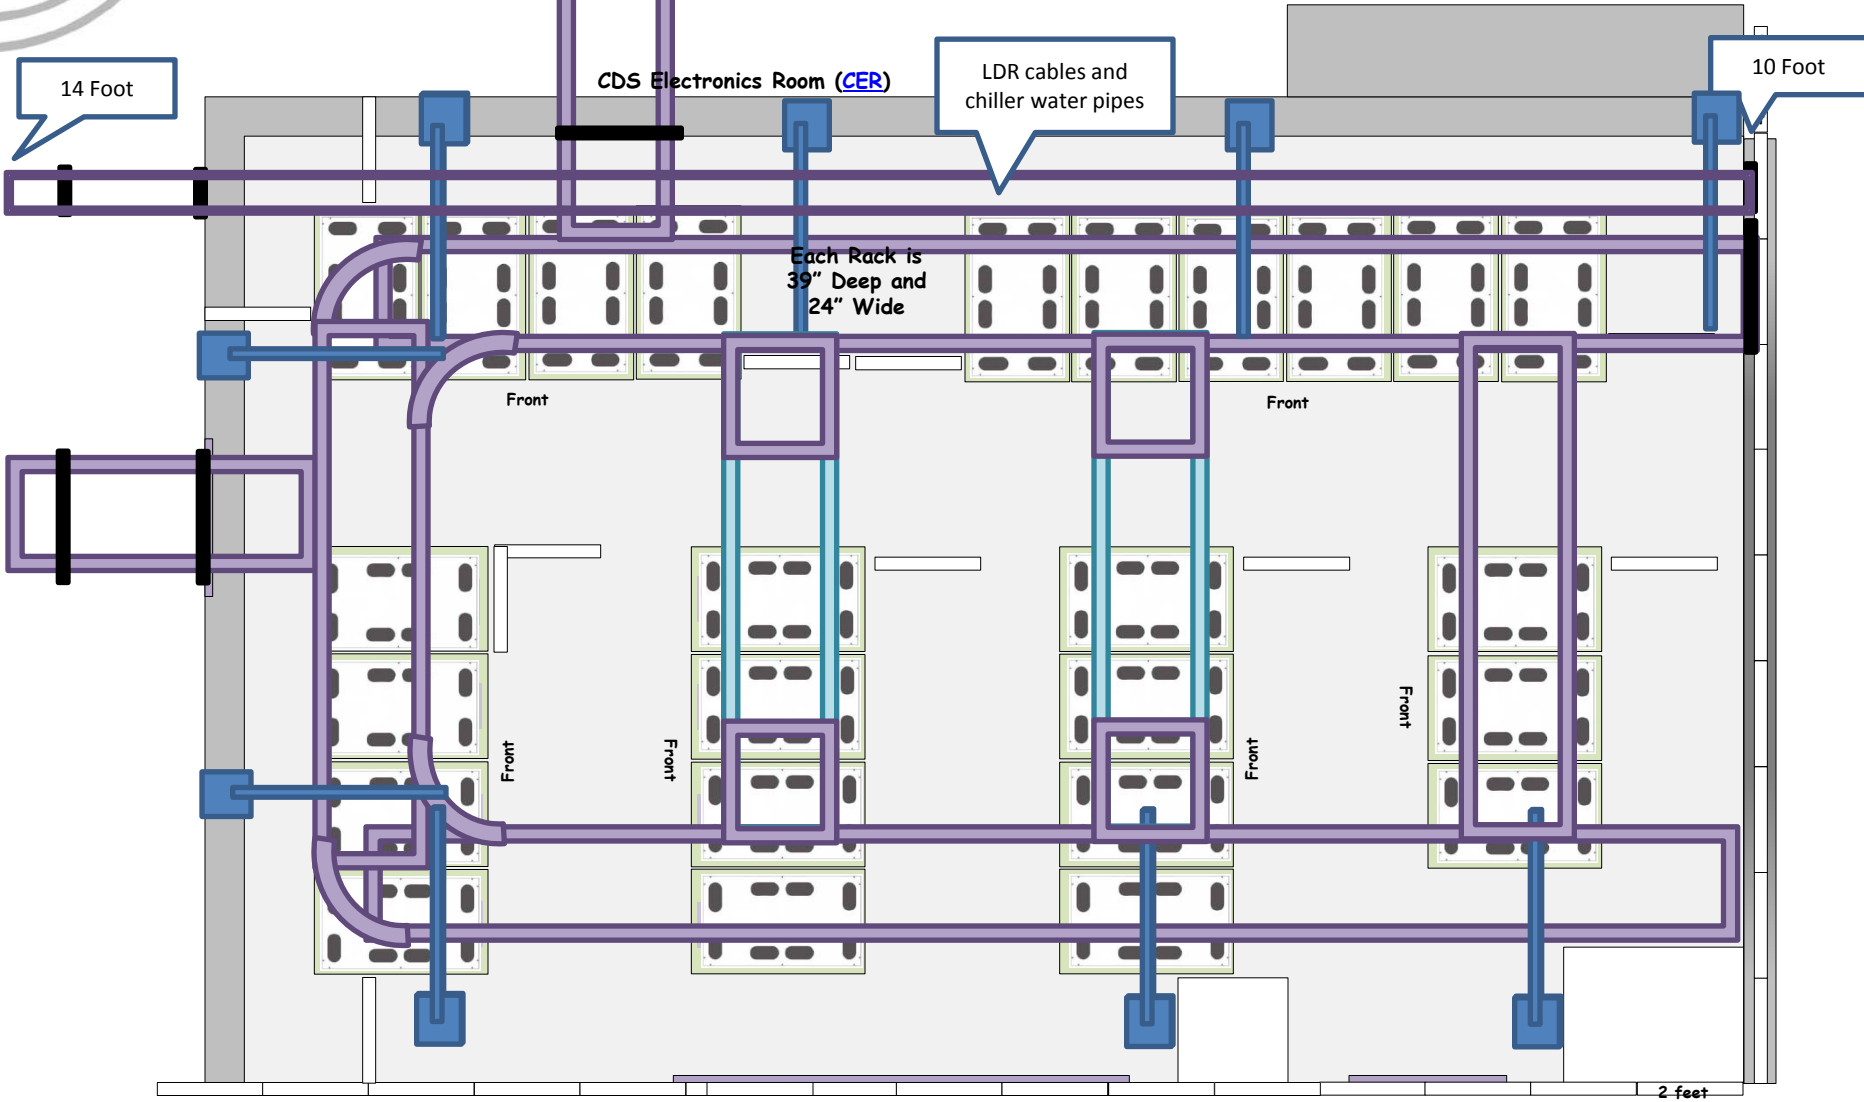 14 Foot
CDS Electronics Room (CER)
LDR cables and
chiller water pipes
10 Foot
Each Rack is
39” Deep and
24” Wide
Front
Front
Front
Front
Front
Front
2 feet